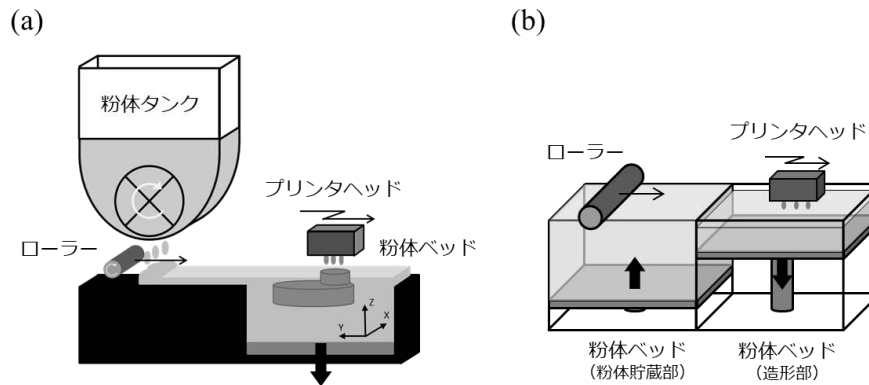 (a)
粉体タンク
プリンタヘッド
ローラー
粉体ベッド
Z
X
Y
(b)
プリンタヘッド
ローラー
粉体ベッド
(粉体貯蔵部)
粉体ベッド
(造形部)